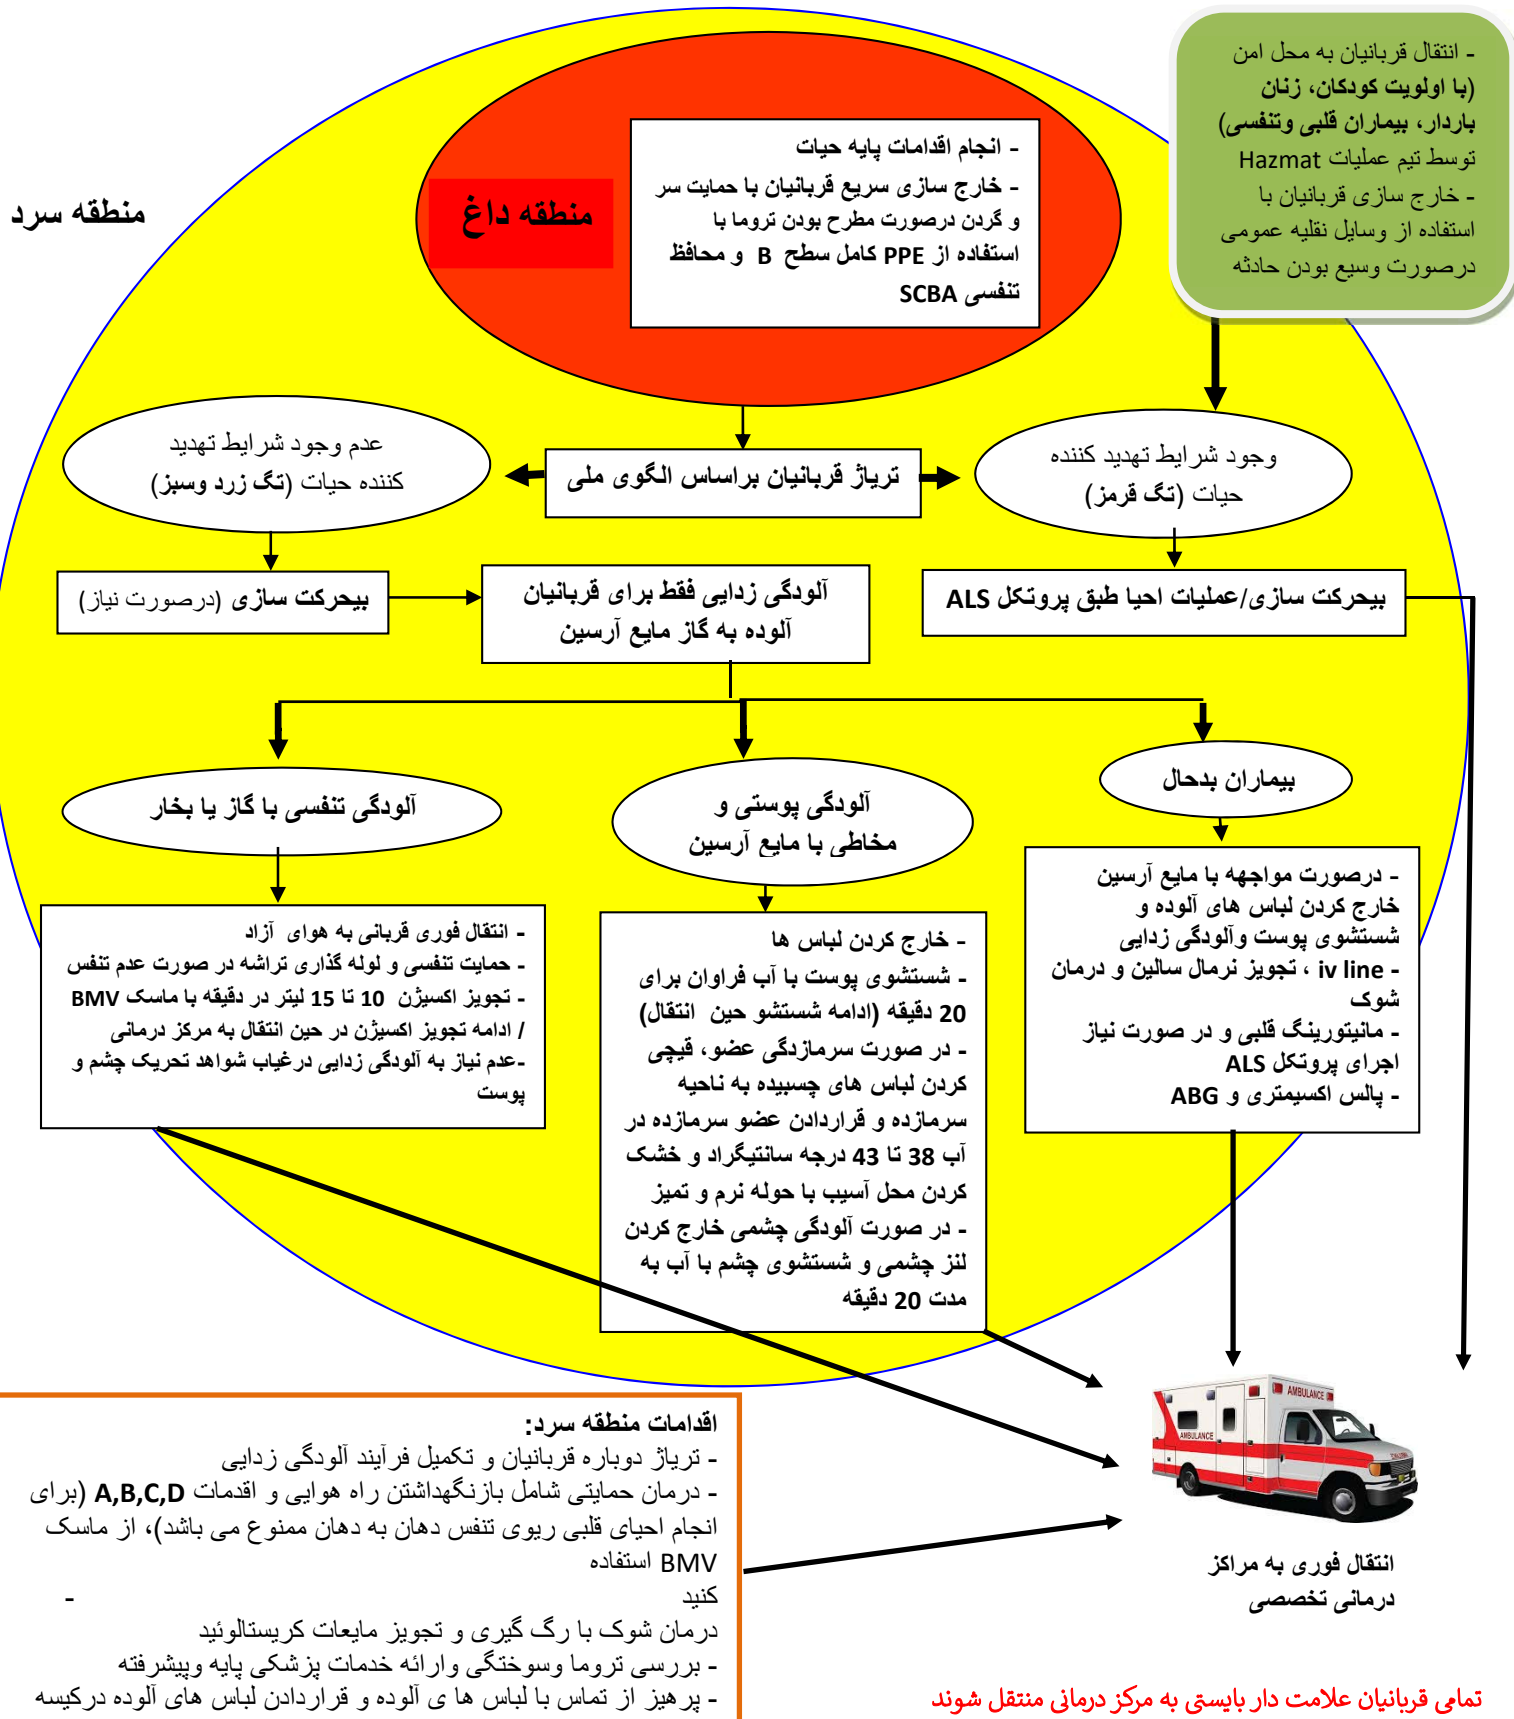 - انتقال قربانیان به محل امن
(با اولویت کودکان، زنان
باردار، بیماران قلبی وتنفسی)
توسط تیم عملیات Hazmat
- خارج سازی قربانیان با
استفاده از وسایل نقلیه عمومی
درصورت وسیع بودن حادثه
- انجام اقدامات پایه حیات
- خارج سازی سریع قربانیان با حمایت سر
و گردن درصورت مطرح بودن تروما با
استفاده از PPE کامل سطح B و محافظ
تنفسی SCBA
منطقه داغ
منطقه سرد
وجود شرایط تهدید کننده
حیات (تگ قرمز)
تریاژ قربانیان براساس الگوی ملی
عدم وجود شرایط تهدید
کننده حیات (تگ زرد وسبز)
بیحرکت سازی/عملیات احیا طبق پروتکل ALS
آلودگی زدایی فقط برای قربانیان
آلوده به گاز مایع آرسین
بیحرکت سازی (درصورت نیاز)
بیماران بدحال
آلودگی پوستی و
مخاطی با مایع آرسین
آلودگی تنفسی با گاز یا بخار
- درصورت مواجهه با مایع آرسین
خارج کردن لباس های آلوده و
شستشوی پوست وآلودگی زدایی
- iv line ، تجویز نرمال سالین و درمان
شوک
- مانیتورینگ قلبی و در صورت نیاز
اجرای پروتکل ALS
- پالس اکسیمتری و ABG
- خارج کردن لباس ها
- شستشوی پوست با آب فراوان برای
20 دقیقه (ادامه شستشو حین انتقال)
- در صورت سرمازدگی عضو، قیچی
کردن لباس های چسبیده به ناحیه
سرمازده و قراردادن عضو سرمازده در
آب 38 تا 43 درجه سانتیگراد و خشک
کردن محل آسیب با حوله نرم و تمیز
- در صورت آلودگی چشمی خارج کردن
لنز چشمی و شستشوی چشم با آب به
مدت 20 دقیقه
- انتقال فوری قربانی به هوای آزاد
- حمایت تنفسی و لوله گذاری تراشه در صورت عدم تنفس
- تجویز اکسیژن 10 تا 15 لیتر در دقیقه با ماسک BMV
/ ادامه تجویز اکسیژن در حین انتقال به مرکز درمانی
-عدم نیاز به آلودگی زدایی درغیاب شواهد تحریک چشم و
پوست
AMBULANCE
AMBULANCE
انتقال فوری به مراکز
درمانی تخصصی
اقدامات منطقه سرد:
- تریاژ دوباره قربانیان و تکمیل فرآیند آلودگی زدایی
- درمان حمایتی شامل بازنگهداشتن راه هوایی و اقدمات A,B,C,D (برای
انجام احیای قلبی ریوی تنفس دهان به دهان ممنوع می باشد)، از ماسک
BMV استفاده
کنید -
درمان شوک با رگ گیری و تجویز مایعات کریستالوئید
- بررسی تروما وسوختگی وارائه خدمات پزشکی پایه وپیشرفته
- پرهیز از تماس با لباس ها ی آلوده و قراردادن لباس های آلوده درکیسه
تمامی قربانیان علامت دار بایستی به مرکز درمانی منتقل شوند